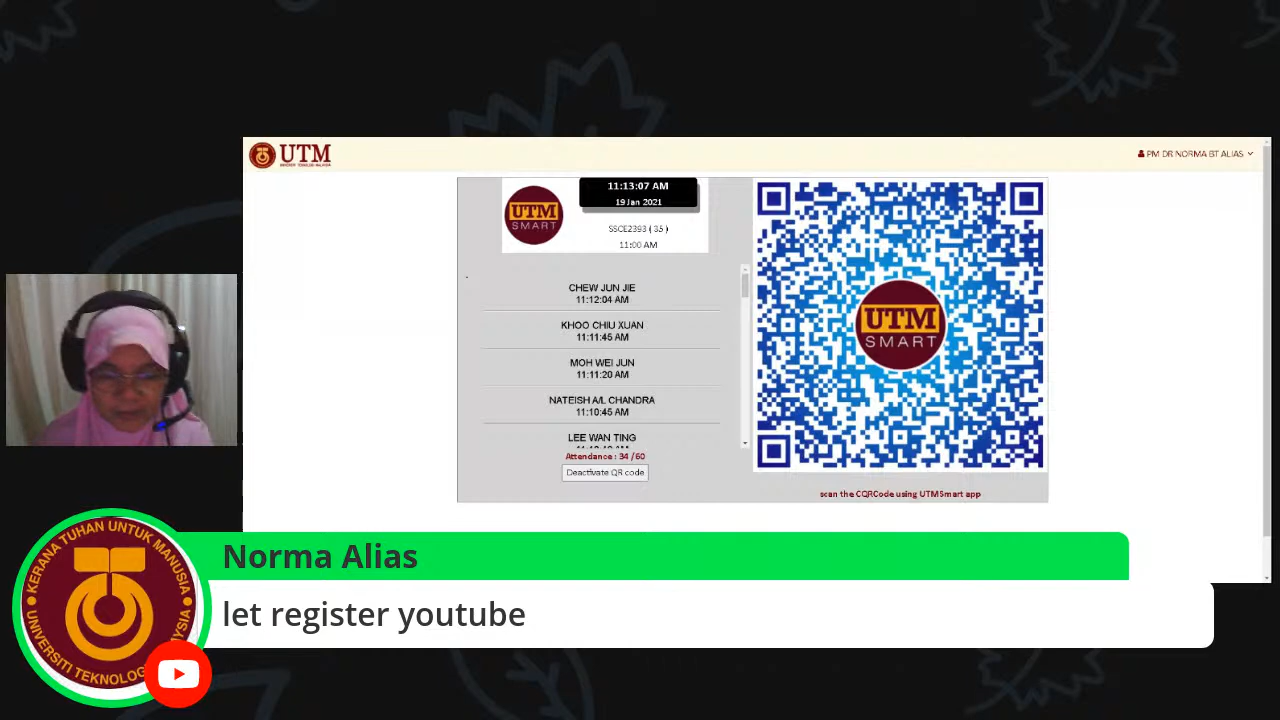 UTM
PM DR NORMA BT ALIAS
UTM
SMART
11:13:07 AM
19 Jan 2021
SSCE2393 ( 35 )
11:00 AM
CHEW JUN JIE
11:12:04 AM
KHOO CHIU XUAN
11:11:45 AM
MOH WEI JUN
11:11:20 AM
NATEISH A/L CHANDRA
11:10:45 AM
LEE WAN TING
Attendance : 34 /60
Deactivate QR code
UTM
SMART
scan the CQRCode using UTMSmart app
Norma Alias
let register youtube
KERANA TUHAN UNTUK MANUSIA
UNIVERSITI TEKNOLOG